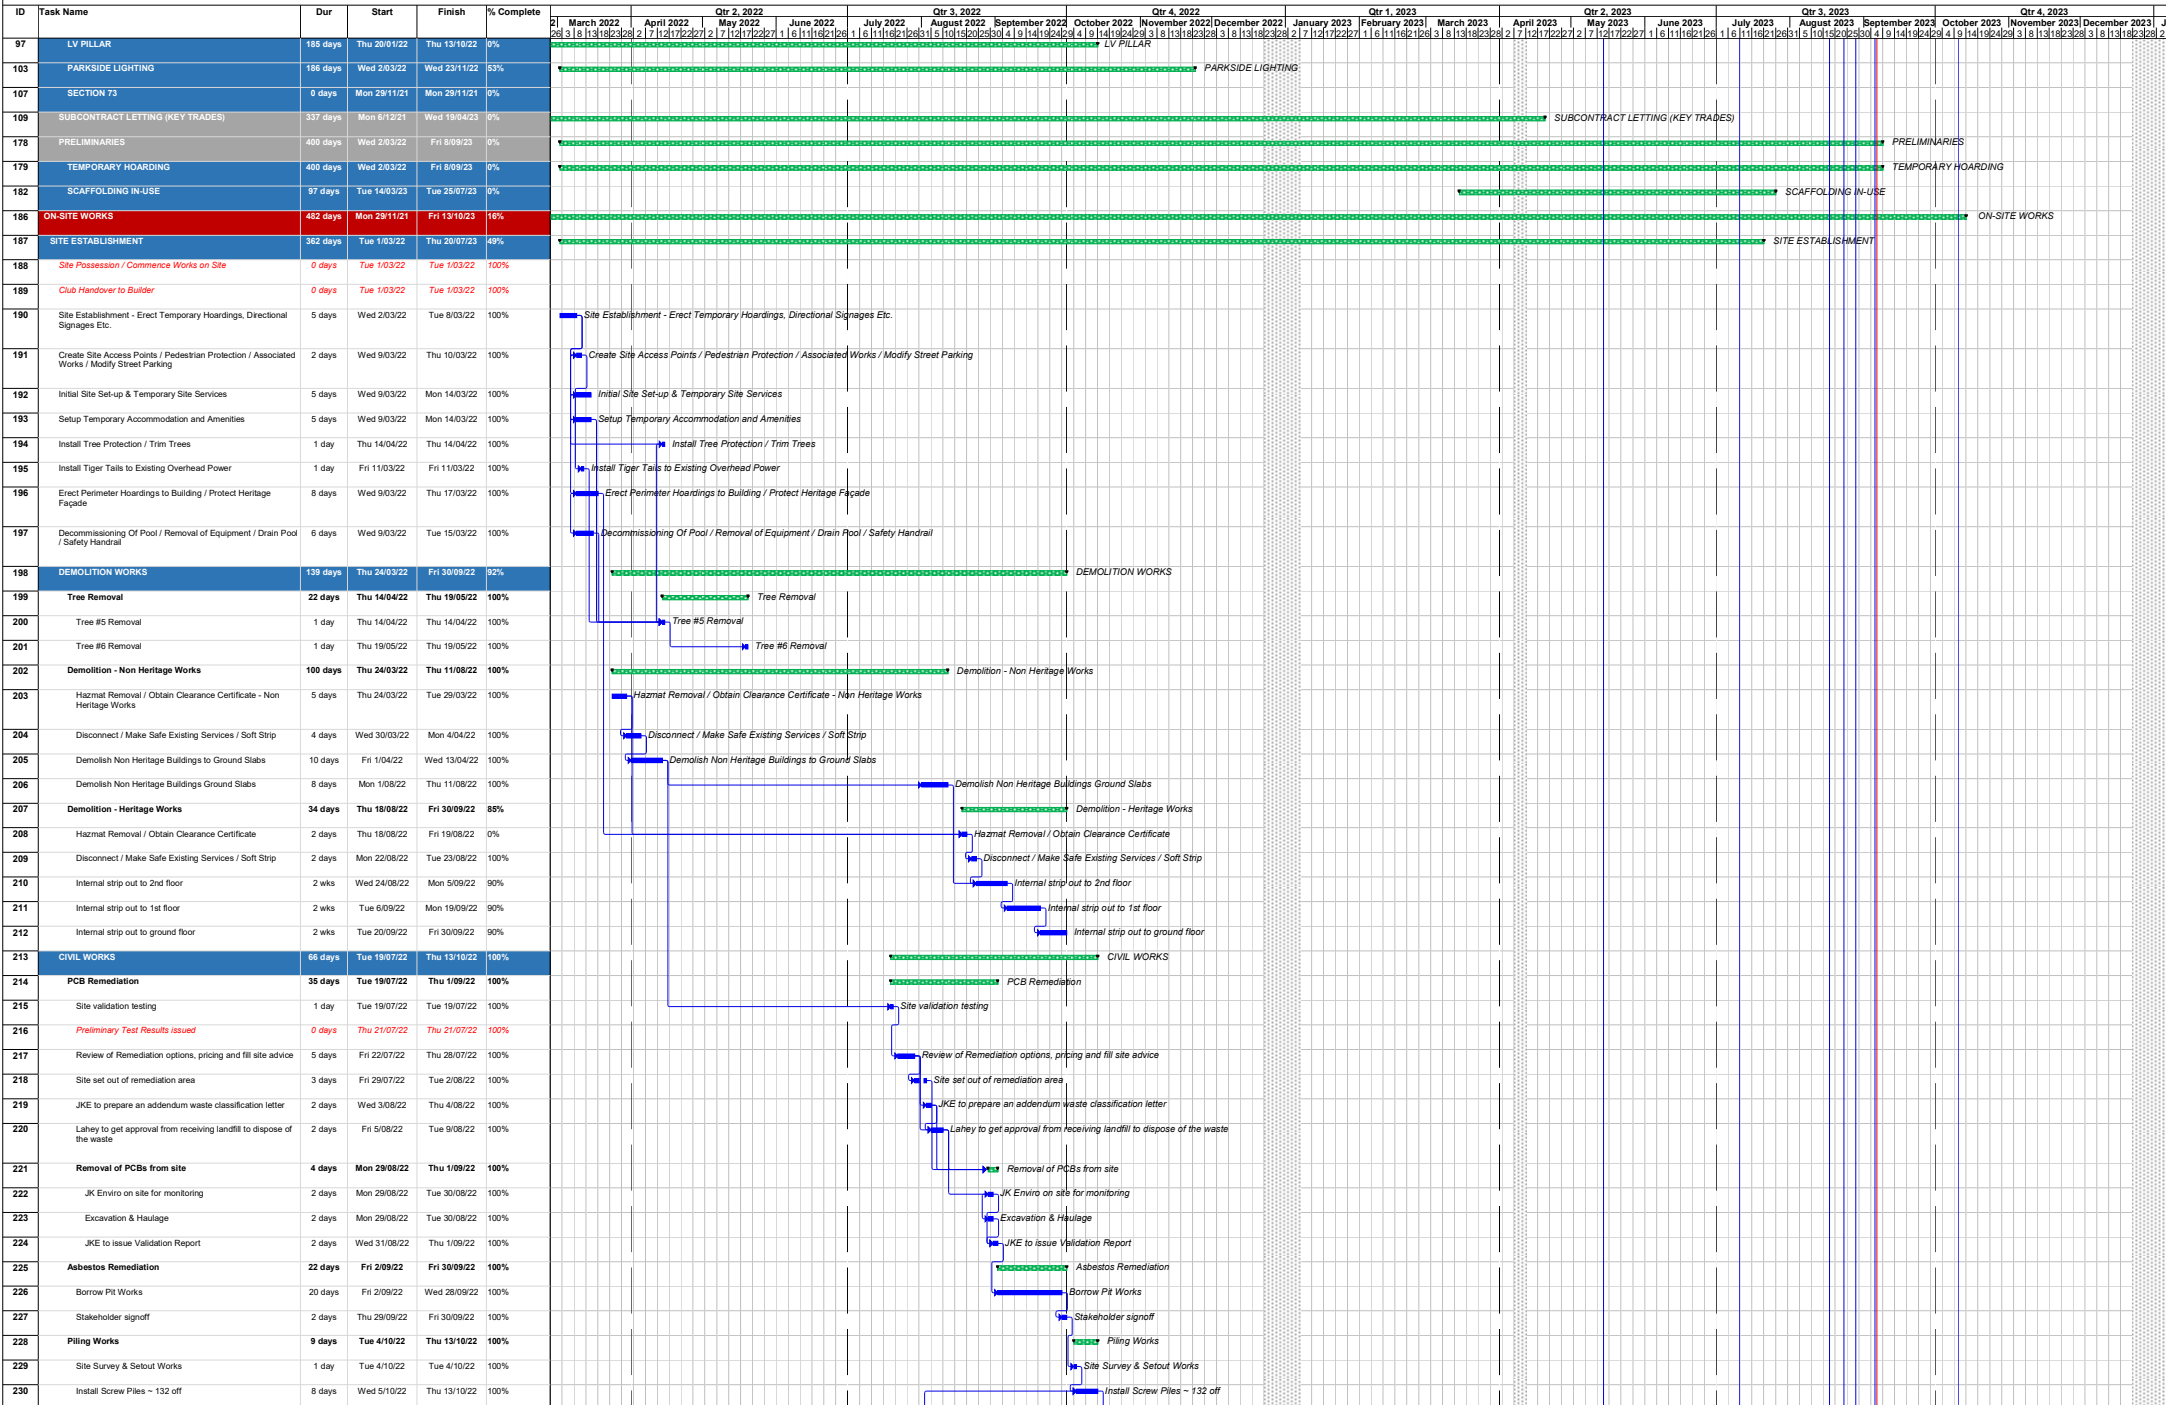 ID Task Name Dur Start Finish % Complete
Qtr 2, 2022 Qtr 3, 2022 Qtr 4, 2022 Qtr 1, 2023 Qtr 2, 2023 Qtr 3, 2023 Qtr 4, 2023
March 2022 April 2022 May 2022 June 2022 July 2022 August 2022 September 2022 October 2022 November 2022 December 2022 January 2023 February 2023 March 2023 April 2023 May 2023 June 2023 July 2023 August 2023 September 2023 October 2023 November 2023 December 2023
97 LV PILLAR 185 days Thu 20/01/22 Thu 13/10/22 0% LV PILLAR
103 PARKSIDE LIGHTING 186 days Wed 2/03/22 Wed 23/11/22 53% PARKSIDE LIGHTING
107 SECTION 73 0 days Mon 29/11/21 Mon 29/11/21 0%
109 SUBCONTRACT LETTING (KEY TRADES) 337 days Mon 6/12/21 Wed 19/04/23 0% SUBCONTRACT LETTING (KEY TRADES)
178 PRELIMINARIES 400 days Wed 2/03/22 Fri 8/09/23 0% PRELIMINARIES
179 TEMPORARY HOARDING 400 days Wed 2/03/22 Fri 8/09/23 0% TEMPORARY HOARDING
182 SCAFFOLDING IN-USE 97 days Tue 14/03/23 Tue 25/07/23 0% SCAFFOLDING IN-USE
186 ON-SITE WORKS 482 days Mon 29/11/21 Fri 13/10/23 16% ON-SITE WORKS
187 SITE ESTABLISHMENT 362 days Tue 1/03/22 Thu 20/07/23 49% SITE ESTABLISHMENT
188 Site Possession / Commence Works on Site 0 days Tue 1/03/22 Tue 1/03/22 100%
189 Club Handover to Builder 0 days Tue 1/03/22 Tue 1/03/22 100%
190 Site Establishment - Erect Temporary Hoardings, Directional 5 days Wed 2/03/22 Tue 8/03/22 100% Site Establishment - Erect Temporary Hoardings, Directional Signages Etc.
Signages Etc.
191 Create Site Access Points / Pedestrian Protection / Associated 2 days Wed 9/03/22 Thu 10/03/22 100% Create Site Access Points / Pedestrian Protection / Associated Works / Modify Street Parking
Works / Modify Street Parking
192 Initial Site Set-up & Temporary Site Services 5 days Wed 9/03/22 Mon 14/03/22 100% Initial Site Set-up & Temporary Site Services
193 Setup Temporary Accommodation and Amenities 5 days Wed 9/03/22 Mon 14/03/22 100% Setup Temporary Accommodation and Amenities
194 Install Tree Protection / Trim Trees 1 day Thu 14/04/22 Thu 14/04/22 100% Install Tree Protection / Trim Trees
195 Install Tiger Tails to Existing Overhead Power 1 day Fri 11/03/22 Fri 11/03/22 100% Install Tiger Tails to Existing Overhead Power
196 Erect Perimeter Hoardings to Building / Protect Heritage 8 days Wed 9/03/22 Thu 17/03/22 100% Erect Perimeter Hoardings to Building / Protect Heritage Façade
Façade
197 Decommissioning Of Pool / Removal of Equipment / Drain Pool 6 days Wed 9/03/22 Tue 15/03/22 100% Decommissioning Of Pool / Removal of Equipment / Drain Pool / Safety Handrail
/ Safety Handrail
198 DEMOLITION WORKS 139 days Thu 24/03/22 Fri 30/09/22 92% DEMOLITION WORKS
199 Tree Removal 22 days Thu 14/04/22 Thu 19/05/22 100% Tree Removal
200 Tree #5 Removal 1 day Thu 14/04/22 Thu 14/04/22 100% Tree #5 Removal
201 Tree #6 Removal 1 day Thu 19/05/22 Thu 19/05/22 100% Tree #6 Removal
202 Demolition - Non Heritage Works 100 days Thu 24/03/22 Thu 11/08/22 100% Demolition - Non Heritage Works
203 Hazmat Removal / Obtain Clearance Certificate - Non 5 days Thu 24/03/22 Tue 29/03/22 100% Hazmat Removal / Obtain Clearance Certificate - Non Heritage Works
Heritage Works
204 Disconnect / Make Safe Existing Services / Soft Strip 4 days Wed 30/03/22 Mon 4/04/22 100% Disconnect / Make Safe Existing Services / Soft Strip
205 Demolish Non Heritage Buildings to Ground Slabs 10 days Fri 1/04/22 Wed 13/04/22 100% Demolish Non Heritage Buildings to Ground Slabs
206 Demolish Non Heritage Buildings Ground Slabs 8 days Mon 1/08/22 Thu 11/08/22 100% Demolish Non Heritage Buildings Ground Slabs
207 Demolition - Heritage Works 34 days Thu 18/08/22 Fri 30/09/22 85% Demolition - Heritage Works
208 Hazmat Removal / Obtain Clearance Certificate 2 days Thu 18/08/22 Fri 19/08/22 0% Hazmat Removal / Obtain Clearance Certificate
209 Disconnect / Make Safe Existing Services / Soft Strip 2 days Mon 22/08/22 Tue 23/08/22 100% Disconnect / Make Safe Existing Services / Soft Strip
210 Internal strip out to 2nd floor 2 wks Wed 24/08/22 Mon 5/09/22 90% Internal strip out to 2nd floor
211 Internal strip out to 1st floor 2 wks Tue 6/09/22 Mon 19/09/22 90% Internal strip out to 1st floor
212 Internal strip out to ground floor 2 wks Tue 20/09/22 Fri 30/09/22 90% Internal strip out to ground floor
213 CIVIL WORKS 66 days Tue 19/07/22 Thu 13/10/22 100% CIVIL WORKS
214 PCB Remediation 35 days Tue 19/07/22 Thu 1/09/22 100% PCB Remediation
215 Site validation testing 1 day Tue 19/07/22 Tue 19/07/22 100% Site validation testing
216 Preliminary Test Results issued 0 days Thu 21/07/22 Thu 21/07/22 100%
217 Review of Remediation options, pricing and fill site advice 5 days Fri 22/07/22 Thu 28/07/22 100% Review of Remediation options, pricing and fill site advice
218 Site set out of remediation area 3 days Fri 29/07/22 Tue 2/08/22 100% Site set out of remediation area
219 JKE to prepare an addendum waste classification letter 2 days Wed 3/08/22 Thu 4/08/22 100% JKE to prepare an addendum waste classification letter
220 Lahey to get approval from receiving landfill to dispose of 2 days Fri 5/08/22 Tue 9/08/22 100% Lahey to get approval from receiving landfill to dispose of the waste
the waste
221 Removal of PCBs from site 4 days Mon 29/08/22 Thu 1/09/22 100% Removal of PCBs from site
222 JK Enviro on site for monitoring 2 days Mon 29/08/22 Tue 30/08/22 100% JK Enviro on site for monitoring
223 Excavation & Haulage 2 days Mon 29/08/22 Tue 30/08/22 100% Excavation & Haulage
224 JKE to issue Validation Report 2 days Wed 31/08/22 Thu 1/09/22 100% JKE to issue Validation Report
225 Asbestos Remediation 22 days Fri 2/09/22 Fri 30/09/22 100% Asbestos Remediation
226 Borrow Pit Works 20 days Fri 2/09/22 Wed 28/09/22 100% Borrow Pit Works
227 Stakeholder signoff 2 days Thu 29/09/22 Fri 30/09/22 100% Stakeholder signoff
228 Piling Works 9 days Tue 4/10/22 Thu 13/10/22 100% Piling Works
229 Site Survey & Setout Works 1 day Tue 4/10/22 Tue 4/10/22 100% Site Survey & Setout Works
230 Install Screw Piles ~ 132 off 8 days Wed 5/10/22 Thu 13/10/22 100% Install Screw Piles ~ 132 off